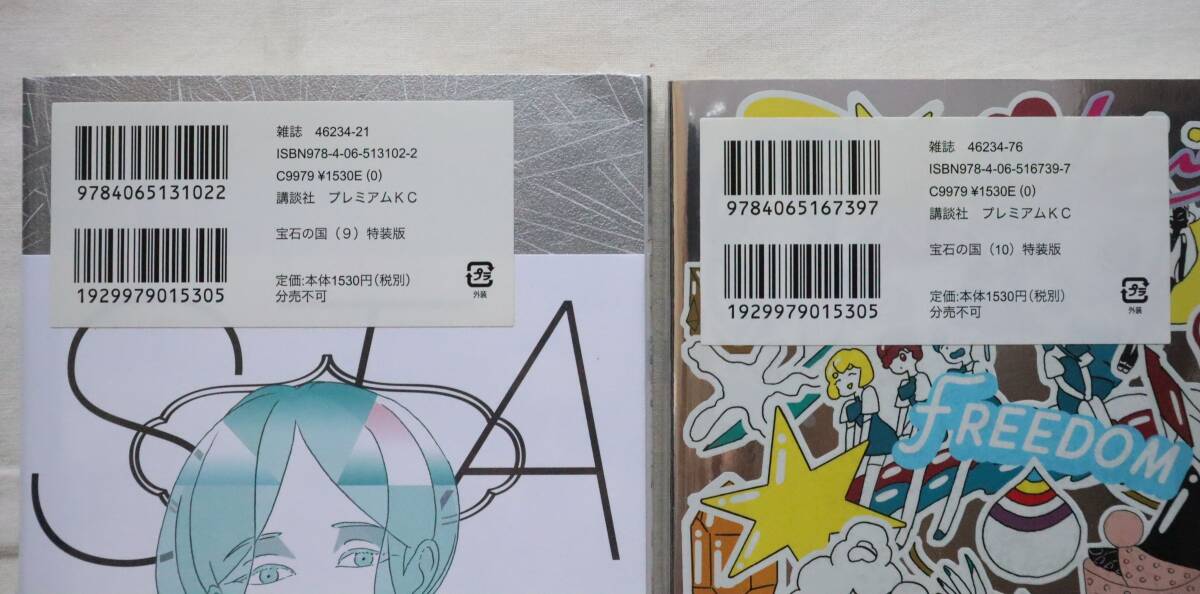 雑誌 46234-21
ISBN978-4-06-513102-2
C9979 ¥1530E (0)
講談社 プレミアムKC
9784065131022
宝石の国（9）特装版
定価:本体1530円(税別)
分売不可
1929979015305
プラ
外装
S
A
雑誌 46234-76
ISBN978-4-06-516739-7
C9979 ¥1530E (0)
講談社 プレミアムKC
9784065167397
宝石の国（10）特装版
定価:本体1530円(税別)
分売不可
1929979015305
プラ
外装
FREEDOM